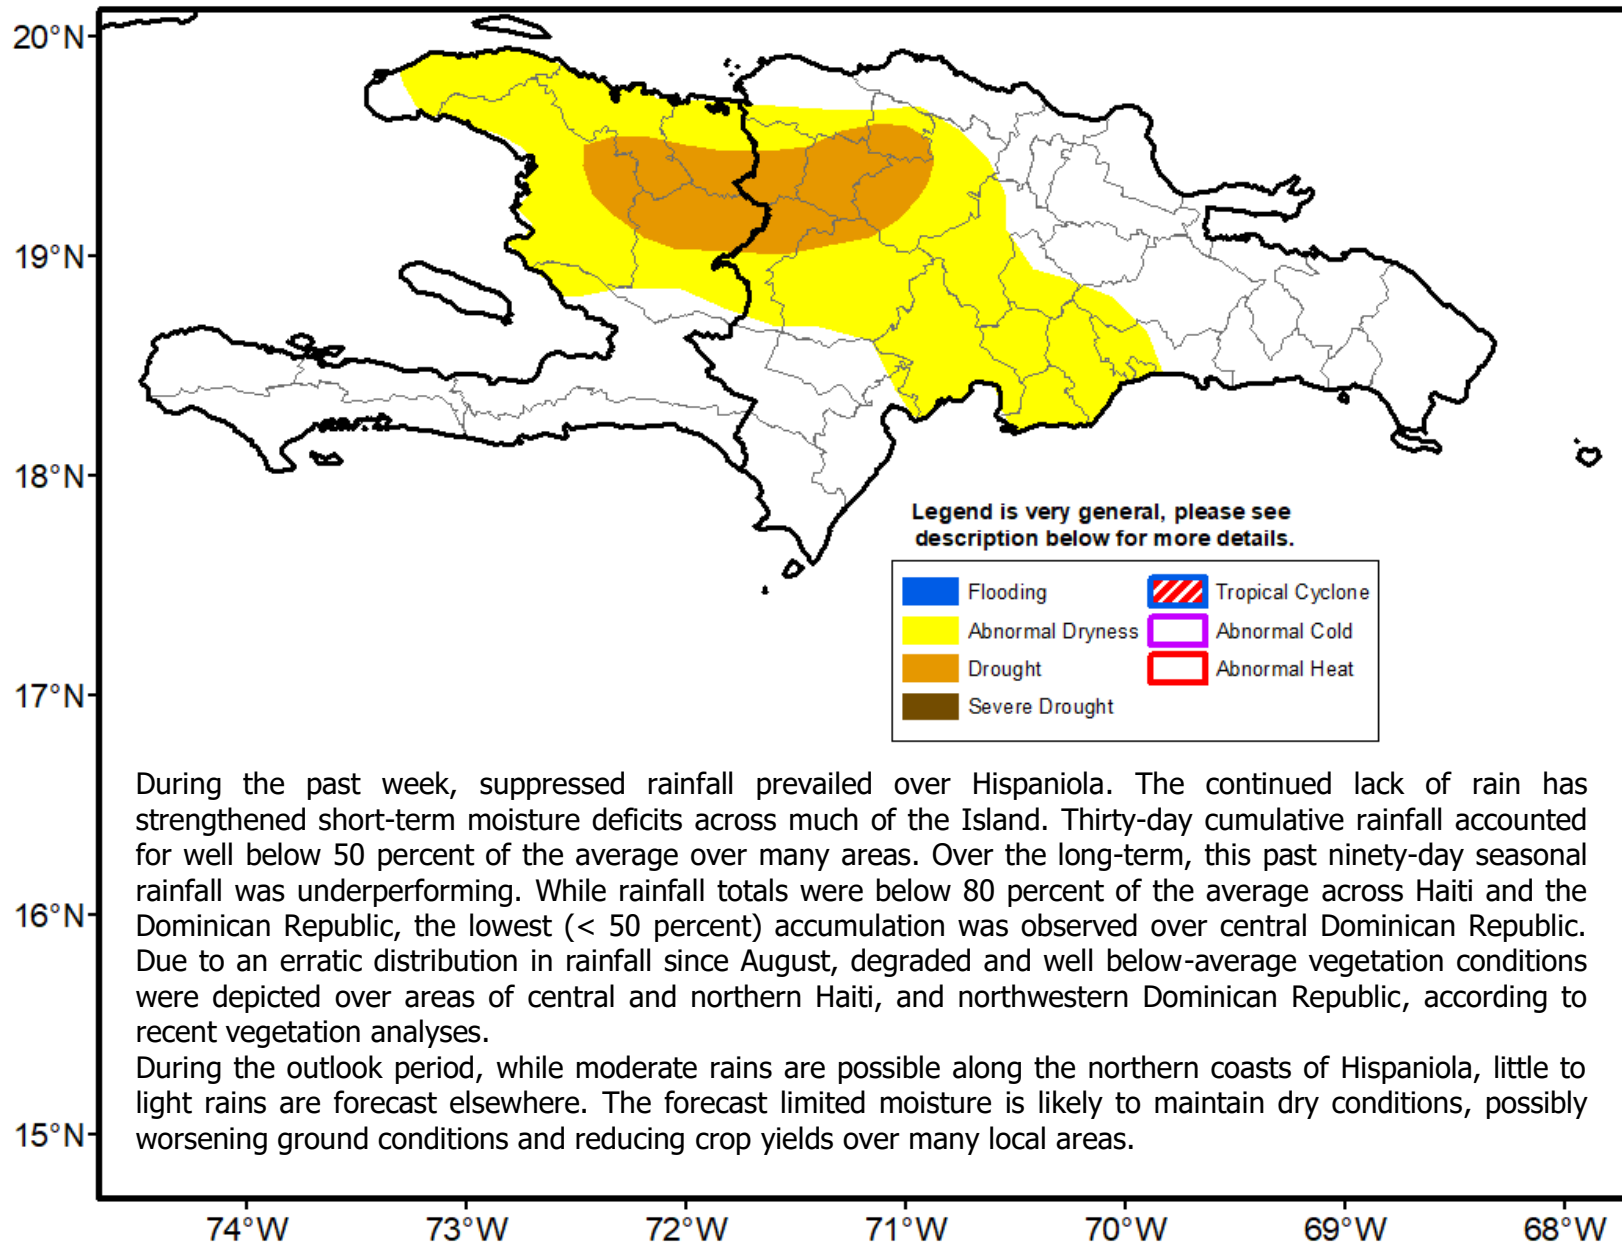 20°N
19°N
18°N
17°N
16°N
15°N
Legend is very general, please see
description below for more details.
Flooding
Tropical Cyclone
Abnormal Dryness
Abnormal Cold
Drought
Abnormal Heat
Severe Drought
During the past week, suppressed rainfall prevailed over Hispaniola. The continued lack of rain has
strengthened short-term moisture deficits across much of the Island. Thirty-day cumulative rainfall accounted
for well below 50 percent of the average over many areas. Over the long-term, this past ninety-day seasonal
rainfall was underperforming. While rainfall totals were below 80 percent of the average across Haiti and the
Dominican Republic, the lowest (< 50 percent) accumulation was observed over central Dominican Republic.
Due to an erratic distribution in rainfall since August, degraded and well below-average vegetation conditions
were depicted over areas of central and northern Haiti, and northwestern Dominican Republic, according to
recent vegetation analyses.
During the outlook period, while moderate rains are possible along the northern coasts of Hispaniola, little to
light rains are forecast elsewhere. The forecast limited moisture is likely to maintain dry conditions, possibly
worsening ground conditions and reducing crop yields over many local areas.
74°W
73°W
72°W
71°W
70°W
69°W
68°W